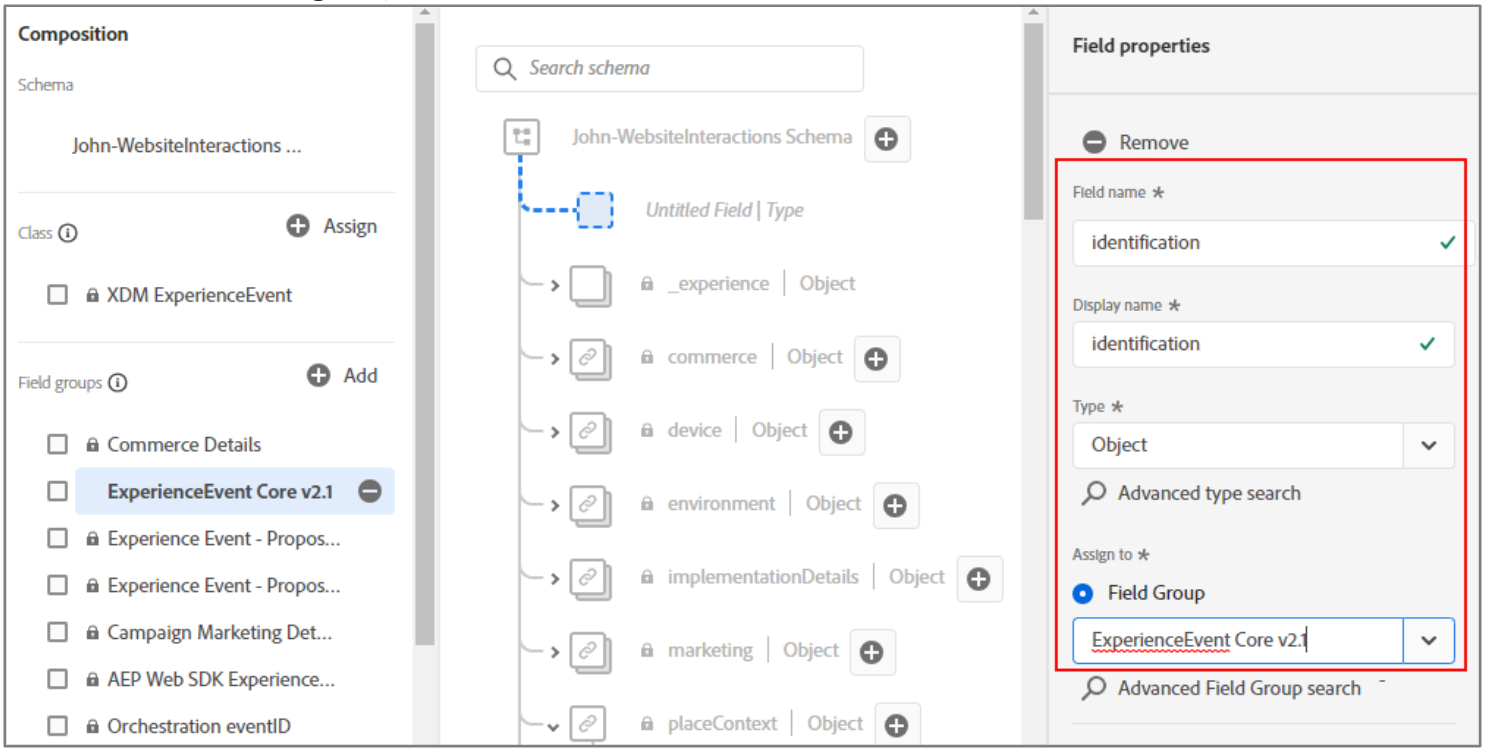 Composition
Schema
John-WebsiteInteractions ...
Class
Assign
XDM ExperienceEvent
Field groups
Add
Commerce Details
ExperienceEvent Core v2.1
Experience Event - Propos...
Experience Event - Propos...
Campaign Marketing Det...
AEP Web SDK Experience...
Orchestration eventID
Search schema
John-WebsiteInteractions Schema
Untitled Field | Type
_experience | Object
commerce | Object
device | Object
environment | Object
implementationDetails | Object
marketing | Object
placeContext | Object
Field properties
Remove
Field name *
identification
Display name *
identification
Type *
Object
Advanced type search
Assign to *
Field Group
ExperienceEvent Core v2.1
Advanced Field Group search